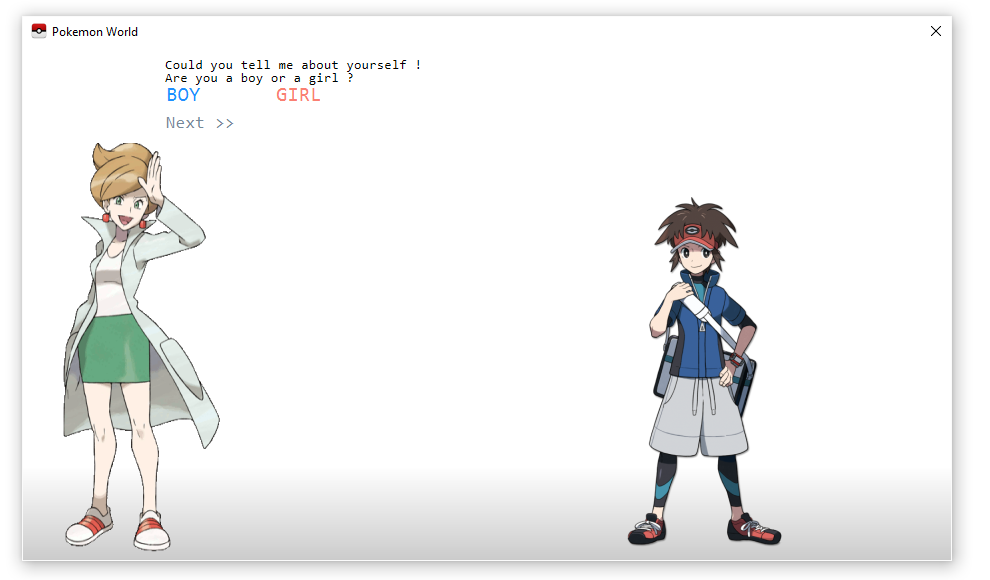 Pokemon World
Could you tell me about yourself !
Are you a boy or a girl ?
BOY GIRL
Next >>